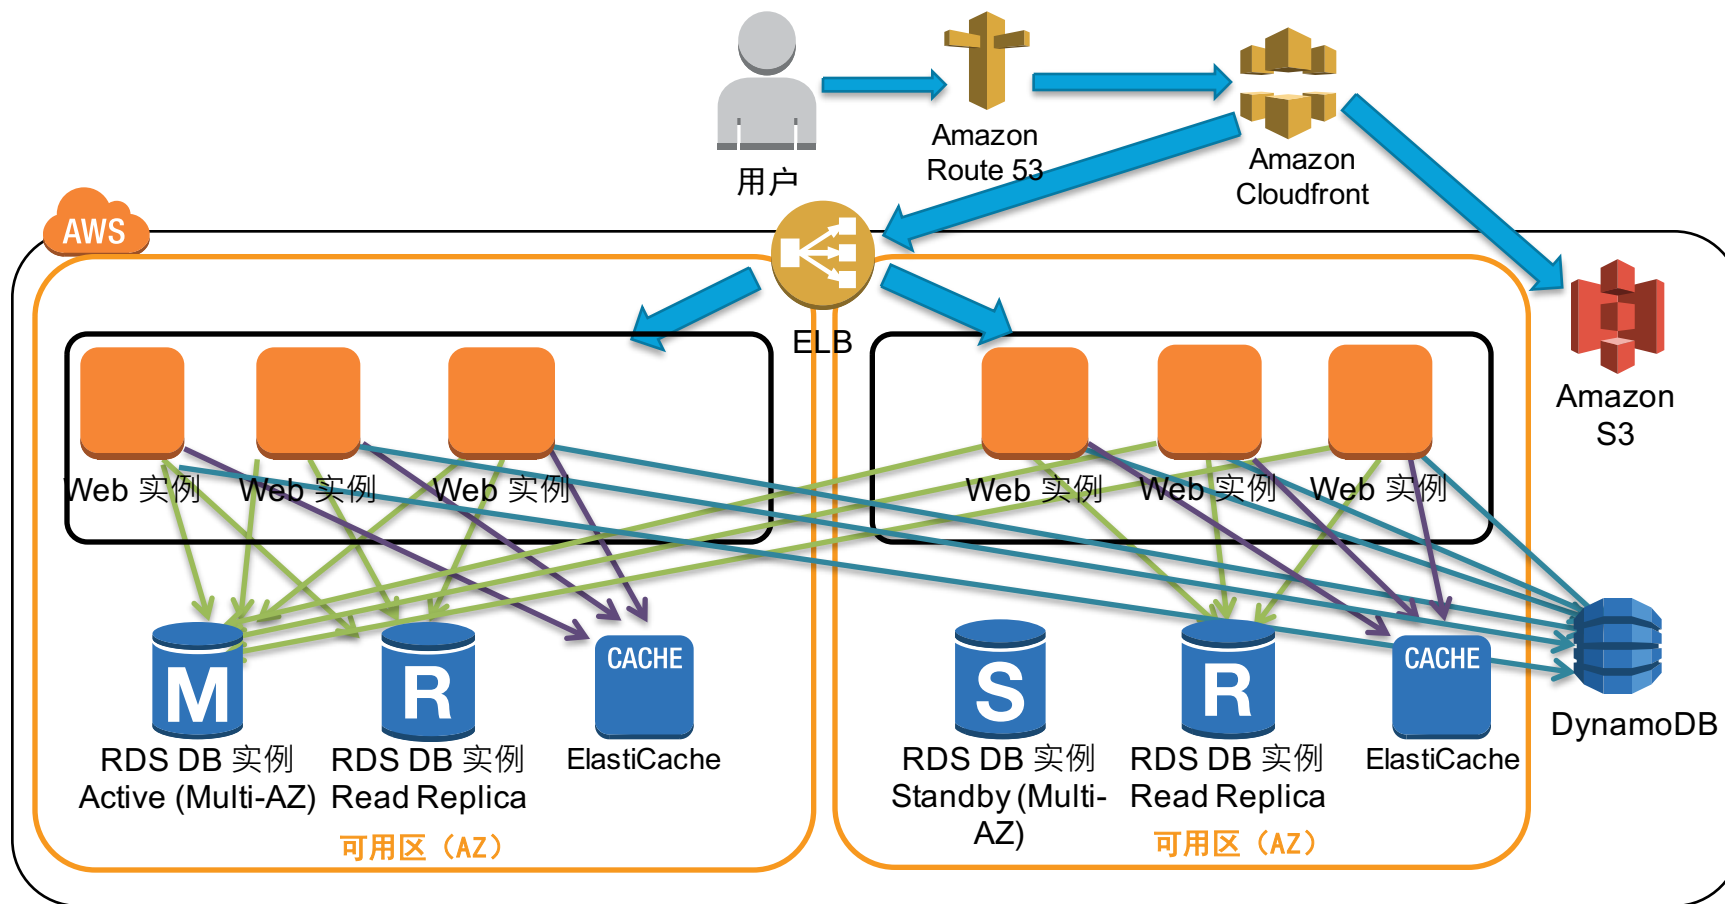 用户
Amazon
Route 53
Amazon
Cloudfront
AWS
ELB
Amazon
S3
Web 实例
Web 实例
Web 实例
Web 实例
Web 实例
Web 实例
M
R
CACHE
S
R
CACHE
DynamoDB
RDS DB 实例
Active (Multi-AZ)
RDS DB 实例
Read Replica
ElastiCache
RDS DB 实例
Standby (Multi-
AZ)
RDS DB 实例
Read Replica
ElastiCache
可用区（AZ）
可用区（AZ）